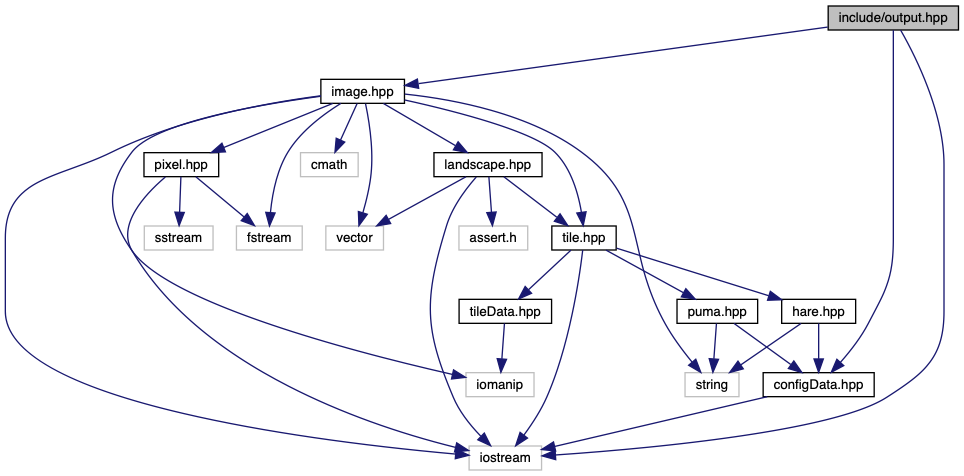 include/output.hpp
image.hpp
pixel.hpp
cmath
landscape.hpp
sstream
fstream
vector
assert.h
tile.hpp
tileData.hpp
puma.hpp
hare.hpp
iomanip
string
configData.hpp
iostream